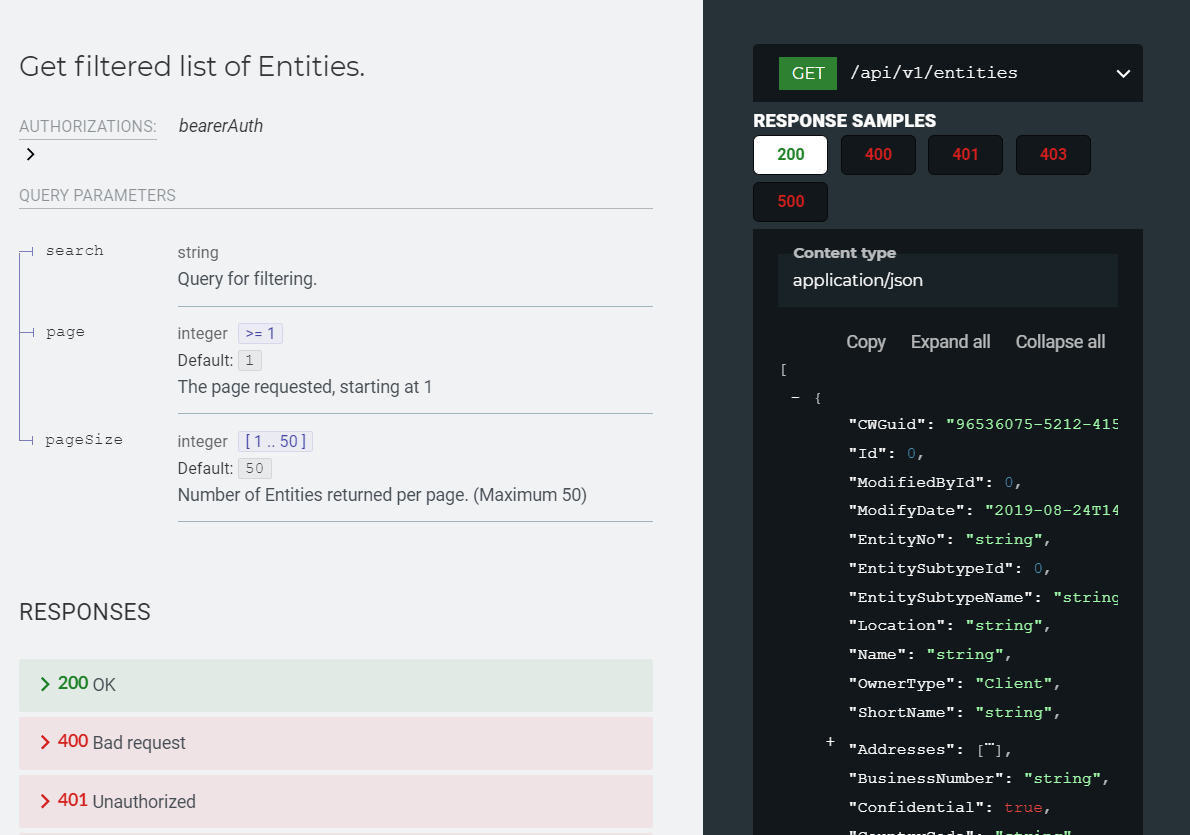 Get filtered list of Entities.
AUTHORIZATIONS: bearerAuth
QUERY PARAMETERS
search string
Query for filtering.
page integer >= 1
Default: 1
The page requested, starting at 1
pageSize integer [ 1 .. 50 ]
Default: 50
Number of Entities returned per page. (Maximum 50)
RESPONSES
200 OK
400 Bad request
401 Unauthorized
GET /api/v1/entities
RESPONSE SAMPLES
200 400 401 403
500
Content type
application/json
Copy Expand all Collapse all
[
− {
"CWGuid": "96536075-5212-415
"Id": 0,
"ModifiedById": 0,
"ModifyDate": "2019-08-24T14
"EntityNo": "string",
"EntitySubtypeId": 0,
"EntitySubtypeName": "string
"Location": "string",
"Name": "string",
"OwnerType": "Client",
"ShortName": "string",
+ "Addresses": […],
"BusinessNumber": "string",
"Confidential": true,
"CountryCode": "string"